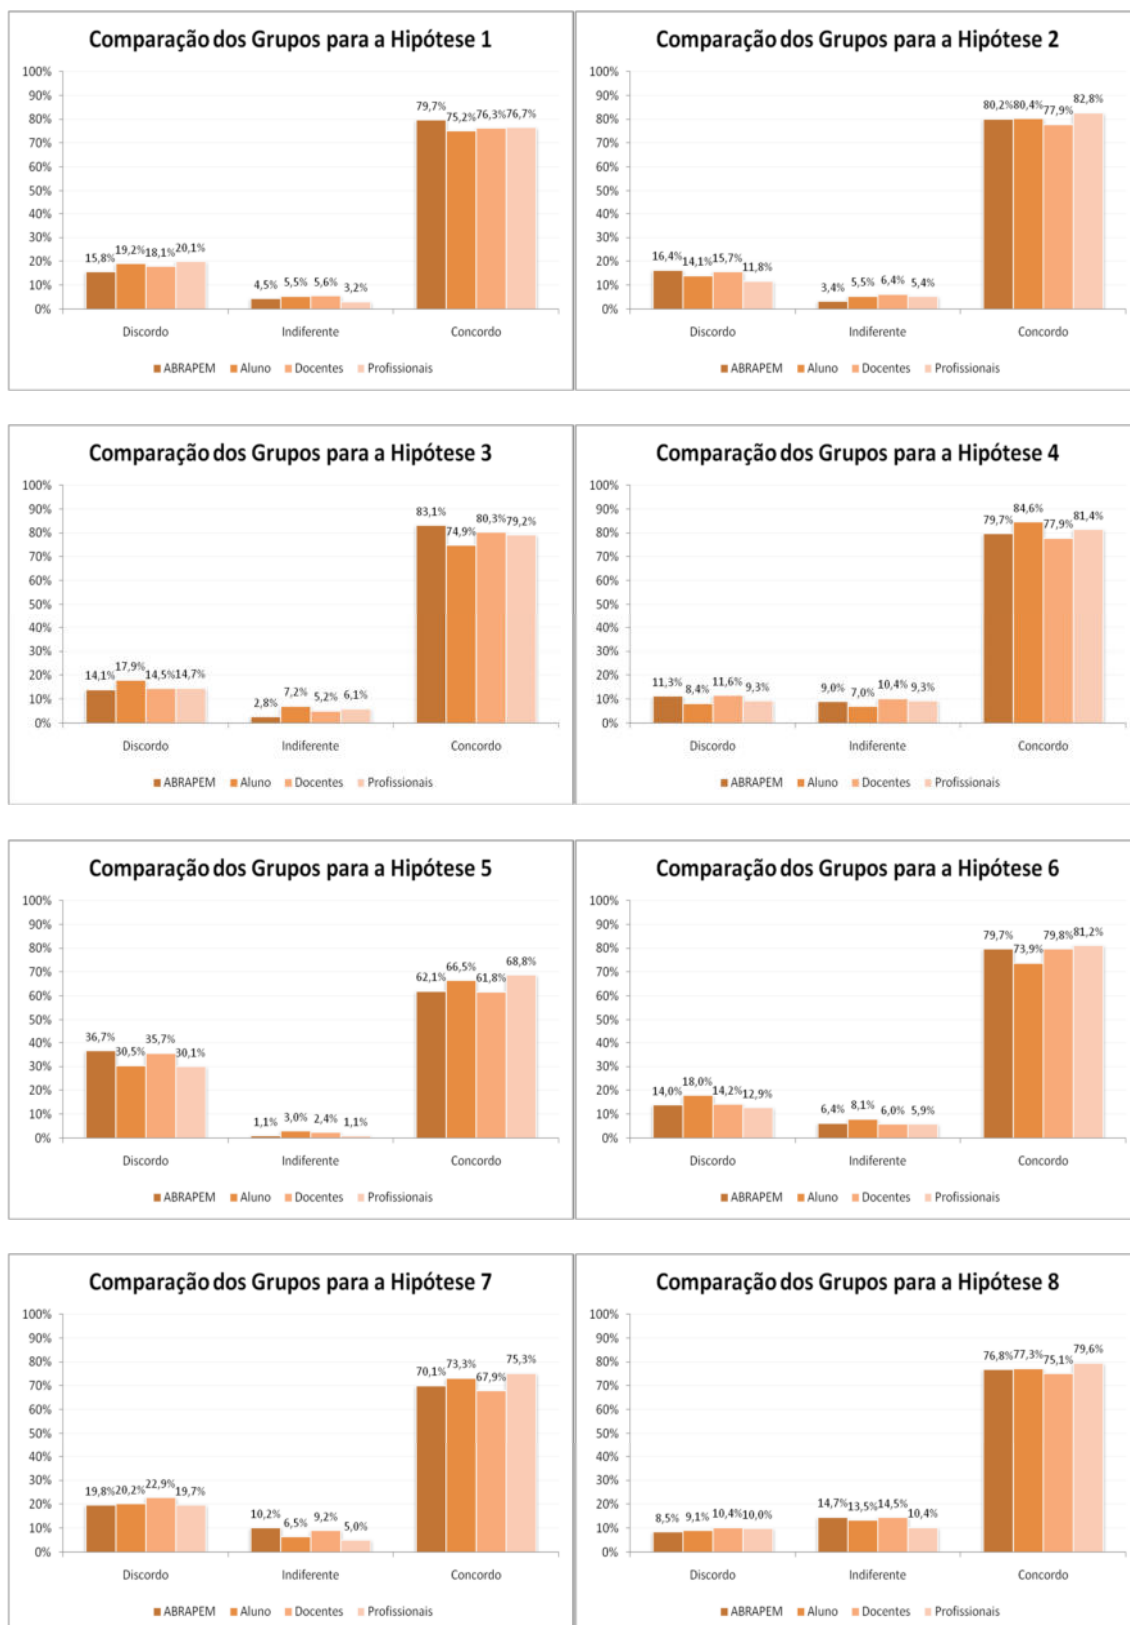 Comparação dos Grupos para a Hipótese 1
100%
90%
80%
70%
60%
50%
40%
30%
20%
10%
0%
15,8% 19,2% 18,1% 20,1%
4,5% 5,5% 5,6% 3,2%
79,7% 75,2% 76,3% 76,7%
Discordo Indiferente Concordo
ABRAPEM Aluno Docentes Profissionais
Comparação dos Grupos para a Hipótese 2
100%
90%
80%
70%
60%
50%
40%
30%
20%
10%
0%
16,4% 14,1% 15,7% 11,8%
3,4% 5,5% 6,4% 5,4%
80,2% 80,4% 77,9% 82,8%
Discordo Indiferente Concordo
ABRAPEM Aluno Docentes Profissionais
Comparação dos Grupos para a Hipótese 3
100%
90%
80%
70%
60%
50%
40%
30%
20%
10%
0%
14,1% 17,9% 14,5% 14,7%
2,8% 7,2% 5,2% 6,1%
83,1% 74,9% 80,3% 79,2%
Discordo Indiferente Concordo
ABRAPEM Aluno Docentes Profissionais
Comparação dos Grupos para a Hipótese 4
100%
90%
80%
70%
60%
50%
40%
30%
20%
10%
0%
11,3% 8,4% 11,6% 9,3%
9,0% 7,0% 10,4% 9,3%
79,7% 84,6% 77,9% 81,4%
Discordo Indiferente Concordo
ABRAPEM Aluno Docentes Profissionais
Comparação dos Grupos para a Hipótese 5
100%
90%
80%
70%
60%
50%
40%
30%
20%
10%
0%
36,7% 30,5% 35,7% 30,1%
1,1% 3,0% 2,4% 1,1%
62,1% 66,5% 61,8% 68,8%
Discordo Indiferente Concordo
ABRAPEM Aluno Docentes Profissionais
Comparação dos Grupos para a Hipótese 6
100%
90%
80%
70%
60%
50%
40%
30%
20%
10%
0%
14,0% 18,0% 14,2% 12,9%
6,4% 8,1% 6,0% 5,9%
79,7% 73,9% 79,8% 81,2%
Discordo Indiferente Concordo
ABRAPEM Aluno Docentes Profissionais
Comparação dos Grupos para a Hipótese 7
100%
90%
80%
70%
60%
50%
40%
30%
20%
10%
0%
19,8% 20,2% 22,9% 19,7%
10,2% 6,5% 9,2% 5,0%
70,1% 73,3% 67,9% 75,3%
Discordo Indiferente Concordo
ABRAPEM Aluno Docentes Profissionais
Comparação dos Grupos para a Hipótese 8
100%
90%
80%
70%
60%
50%
40%
30%
20%
10%
0%
8,5% 9,1% 10,4% 10,0%
14,7% 13,5% 14,5% 10,4%
76,8% 77,3% 75,1% 79,6%
Discordo Indiferente Concordo
ABRAPEM Aluno Docentes Profissionais